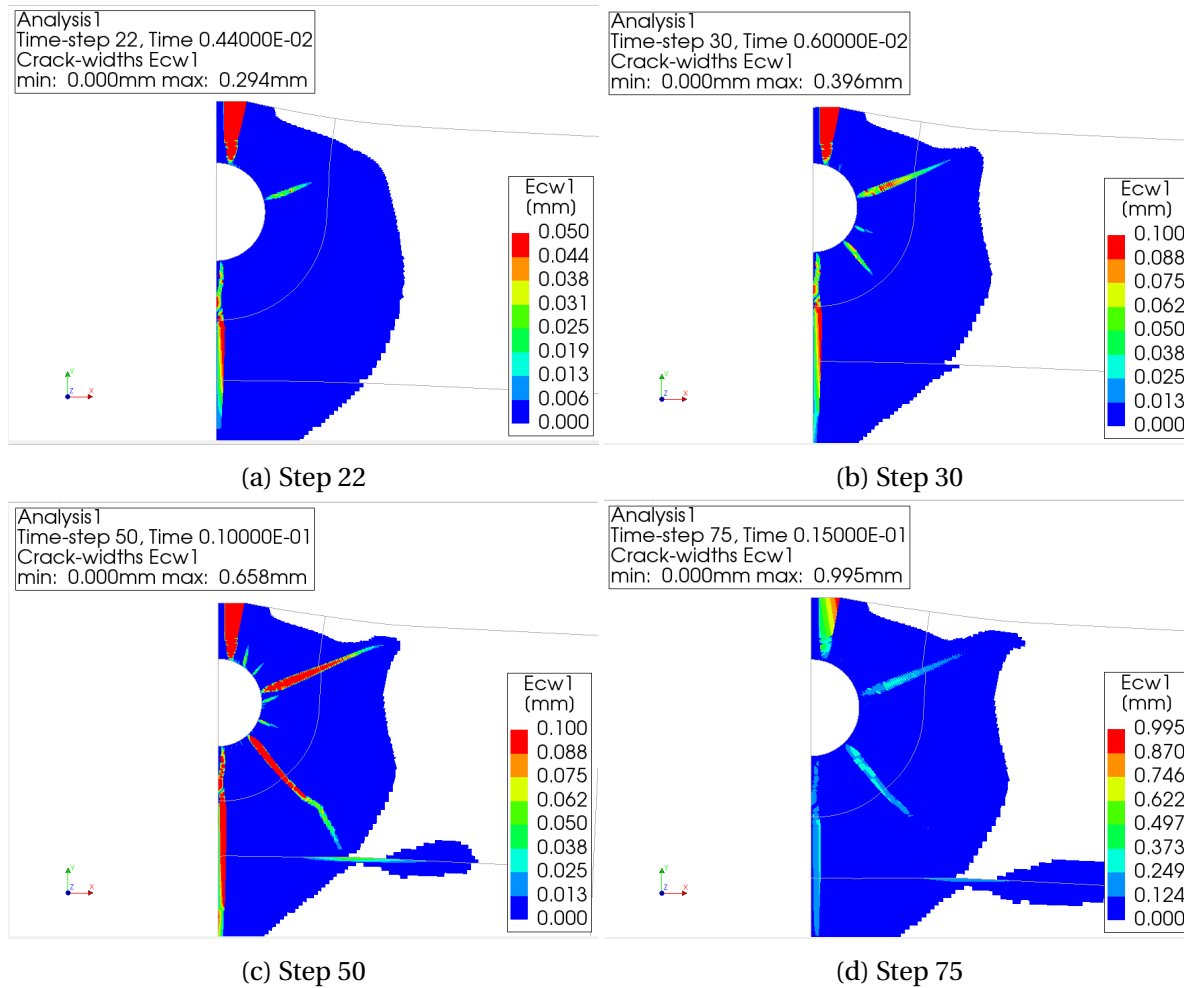 Analysis1
Time-step 22, Time 0.44000E-02
Crack-widths Ecw1
min: 0.000mm max: 0.294mm
Ecw1
(mm)
0.050
0.044
0.038
0.031
0.025
0.019
0.013
0.006
0.000
Y
Z X
(a) Step 22
Analysis1
Time-step 30, Time 0.60000E-02
Crack-widths Ecw1
min: 0.000mm max: 0.396mm
Ecw1
(mm)
0.100
0.088
0.075
0.062
0.050
0.038
0.025
0.013
0.000
Y
Z X
(b) Step 30
Analysis1
Time-step 50, Time 0.10000E-01
Crack-widths Ecw1
min: 0.000mm max: 0.658mm
Ecw1
(mm)
0.100
0.088
0.075
0.062
0.050
0.038
0.025
0.013
0.000
Y
Z X
(c) Step 50
Analysis1
Time-step 75, Time 0.15000E-01
Crack-widths Ecw1
min: 0.000mm max: 0.995mm
Ecw1
(mm)
0.995
0.870
0.746
0.622
0.497
0.373
0.249
0.124
0.000
Y
Z X
(d) Step 75